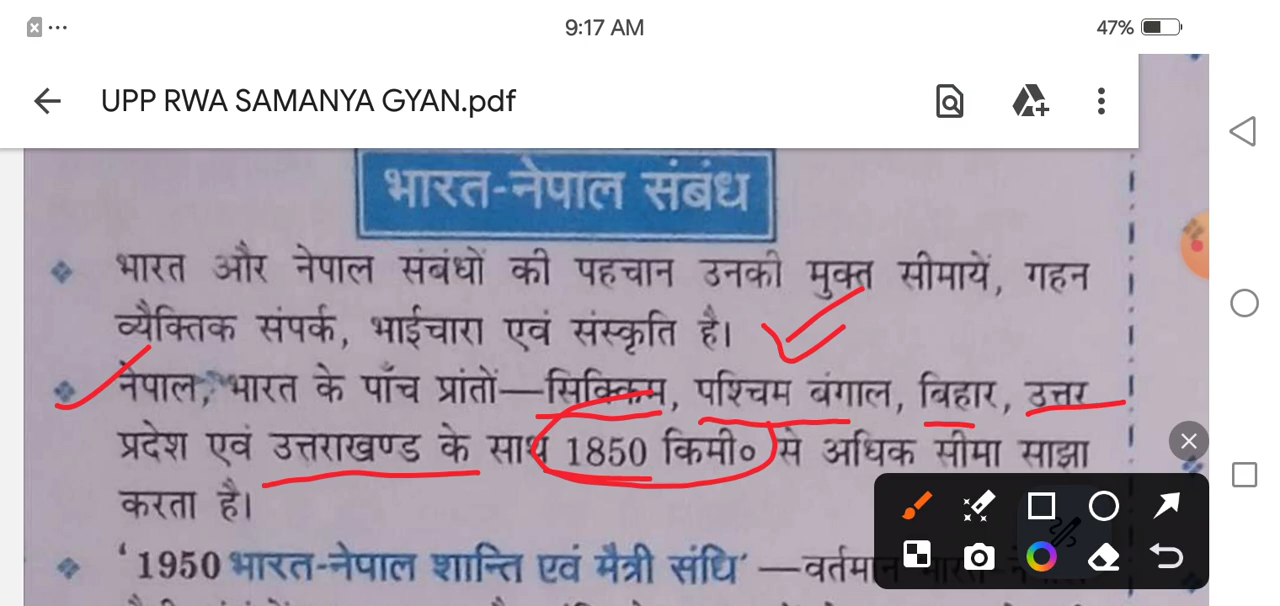 9:17 AM
47%
UPP RWA SAMANYA GYAN.pdf
भारत-नेपाल संबंध
भारत और नेपाल संबंधों की पहचान उनकी मुक्त सीमायें, गहन
व्यैक्तिक संपर्क, भाईचारा एवं संस्कृति है।
नेपाल, भारत के पाँच प्रांतों—सिक्किम, पश्चिम बंगाल, बिहार, उत्तर
प्रदेश एवं उत्तराखण्ड के साथ 1850 किमी० से अधिक सीमा साझा
करता है।
'1950 भारत-नेपाल शान्ति एवं मैत्री संधि' —वर्तमान